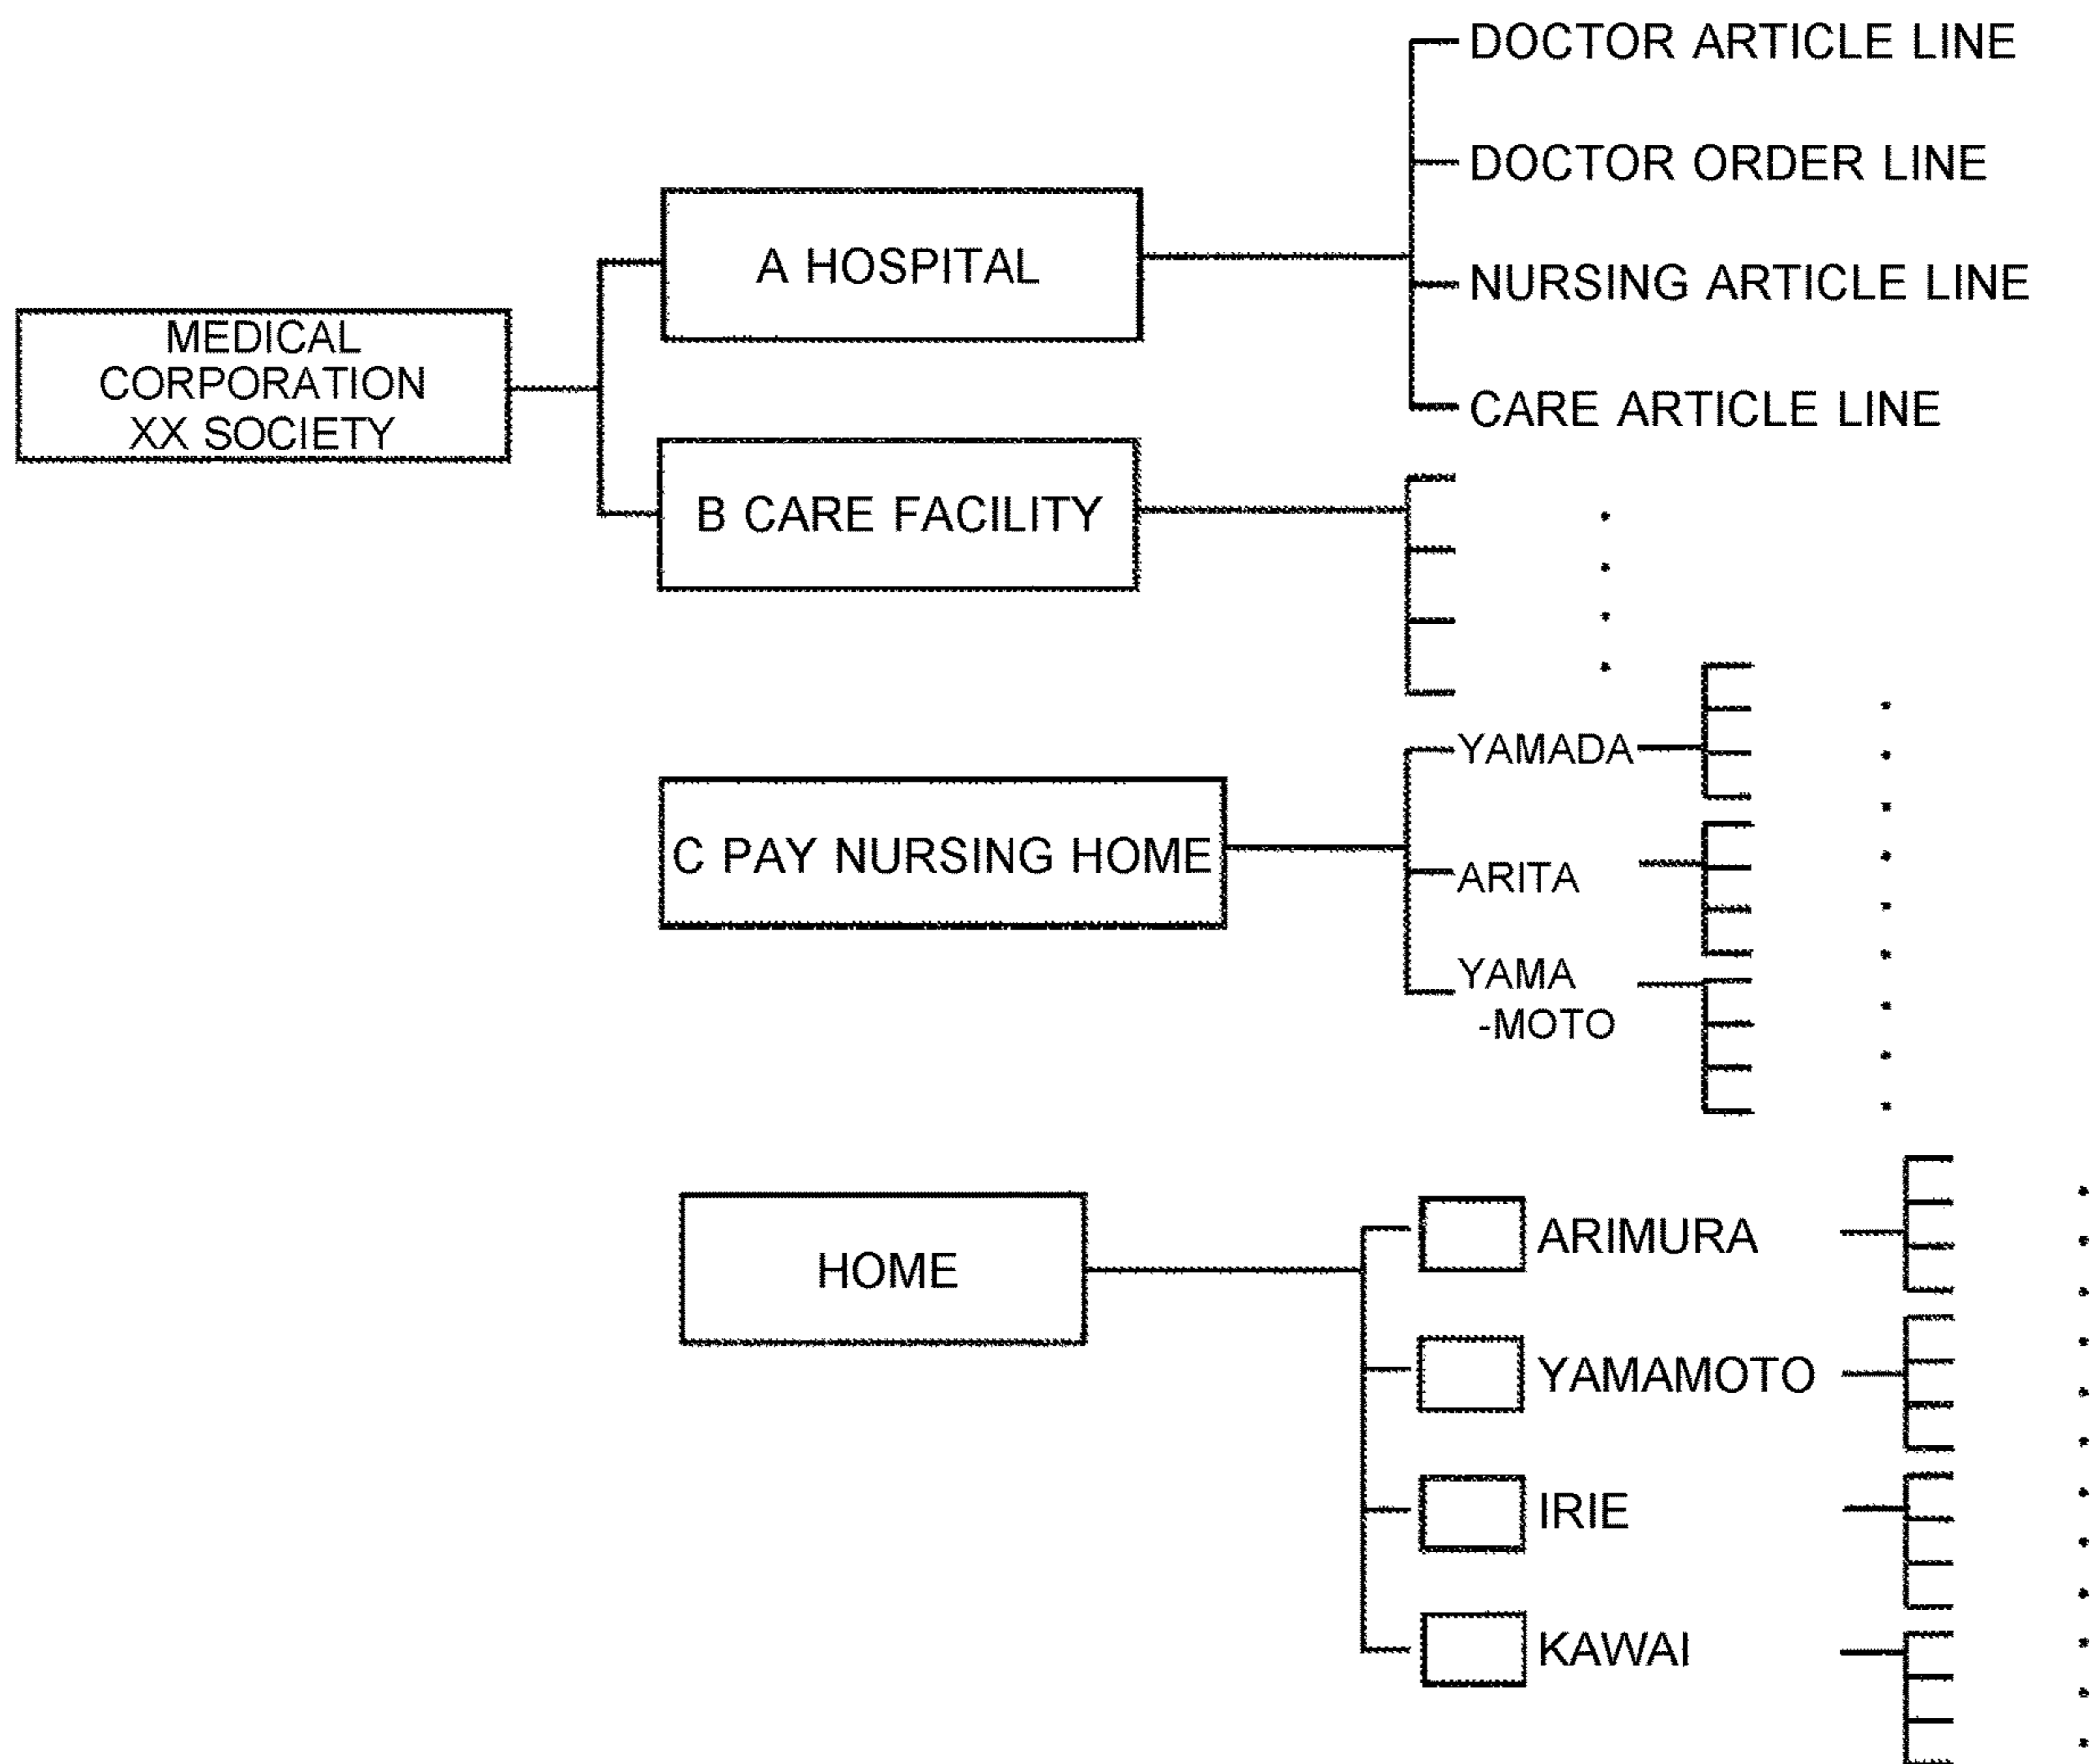 DOCTOR ARTICLE LINE
DOCTOR ORDER LINE
A HOSPITAL
NURSING ARTICLE LINE
MEDICAL
CORPORATION
XX SOCIETY
CARE ARTICLE LINE
B CARE FACILITY
YAMADA
C PAY NURSING HOME
ARITA
YAMA
-MOTO
HOME
ARIMURA
YAMAMOTO
IRIE
KAWAI